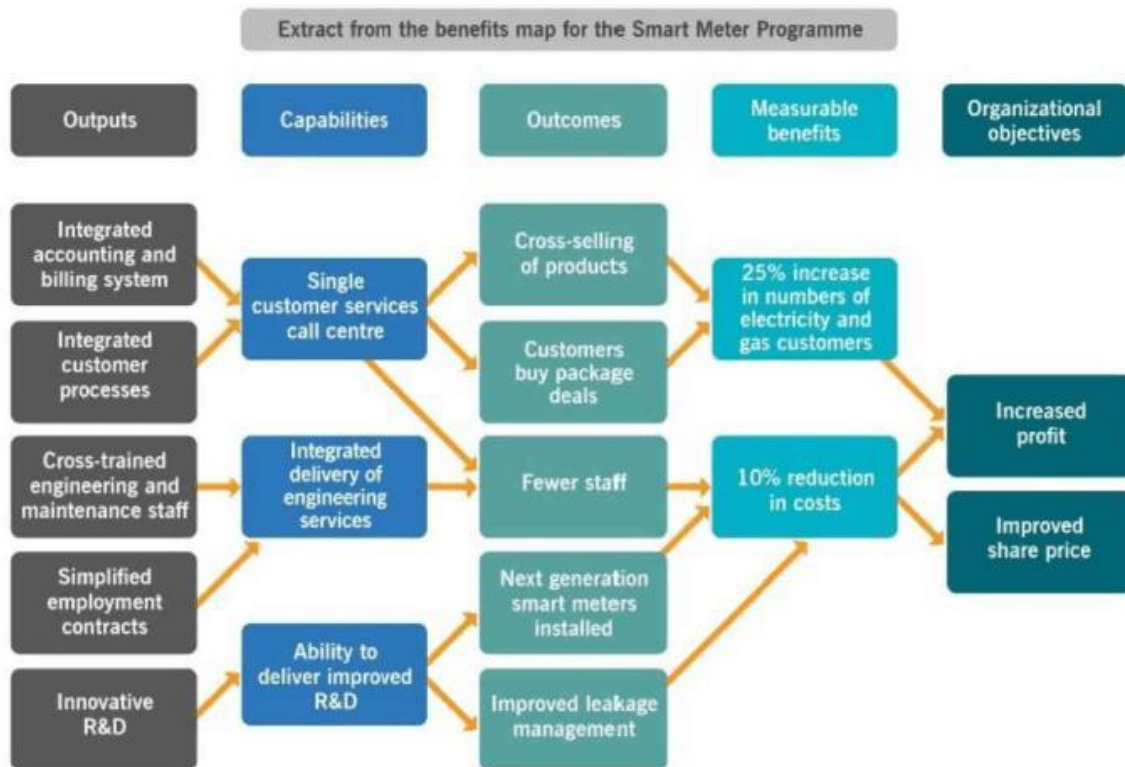 Extract from the benefits map for the Smart Meter Programme
Outputs
Capabilities
Outcomes
Measurable
benefits
Organizational
objectives
Integrated
accounting and
billing system
Integrated
customer
processes
Cross-trained
engineering and
maintenance staff
Simplified
employment
contracts
Innovative
R&D
Single
customer services
call centre
Integrated
delivery of
engineering
services
Ability to
deliver improved
R&D
Cross-selling
of products
Customers
buy package
deals
Fewer staff
Next generation
smart meters
installed
Improved leakage
management
25% increase
in numbers of
electricity and
gas customers
10% reduction
in costs
Increased
profit
Improved
share price